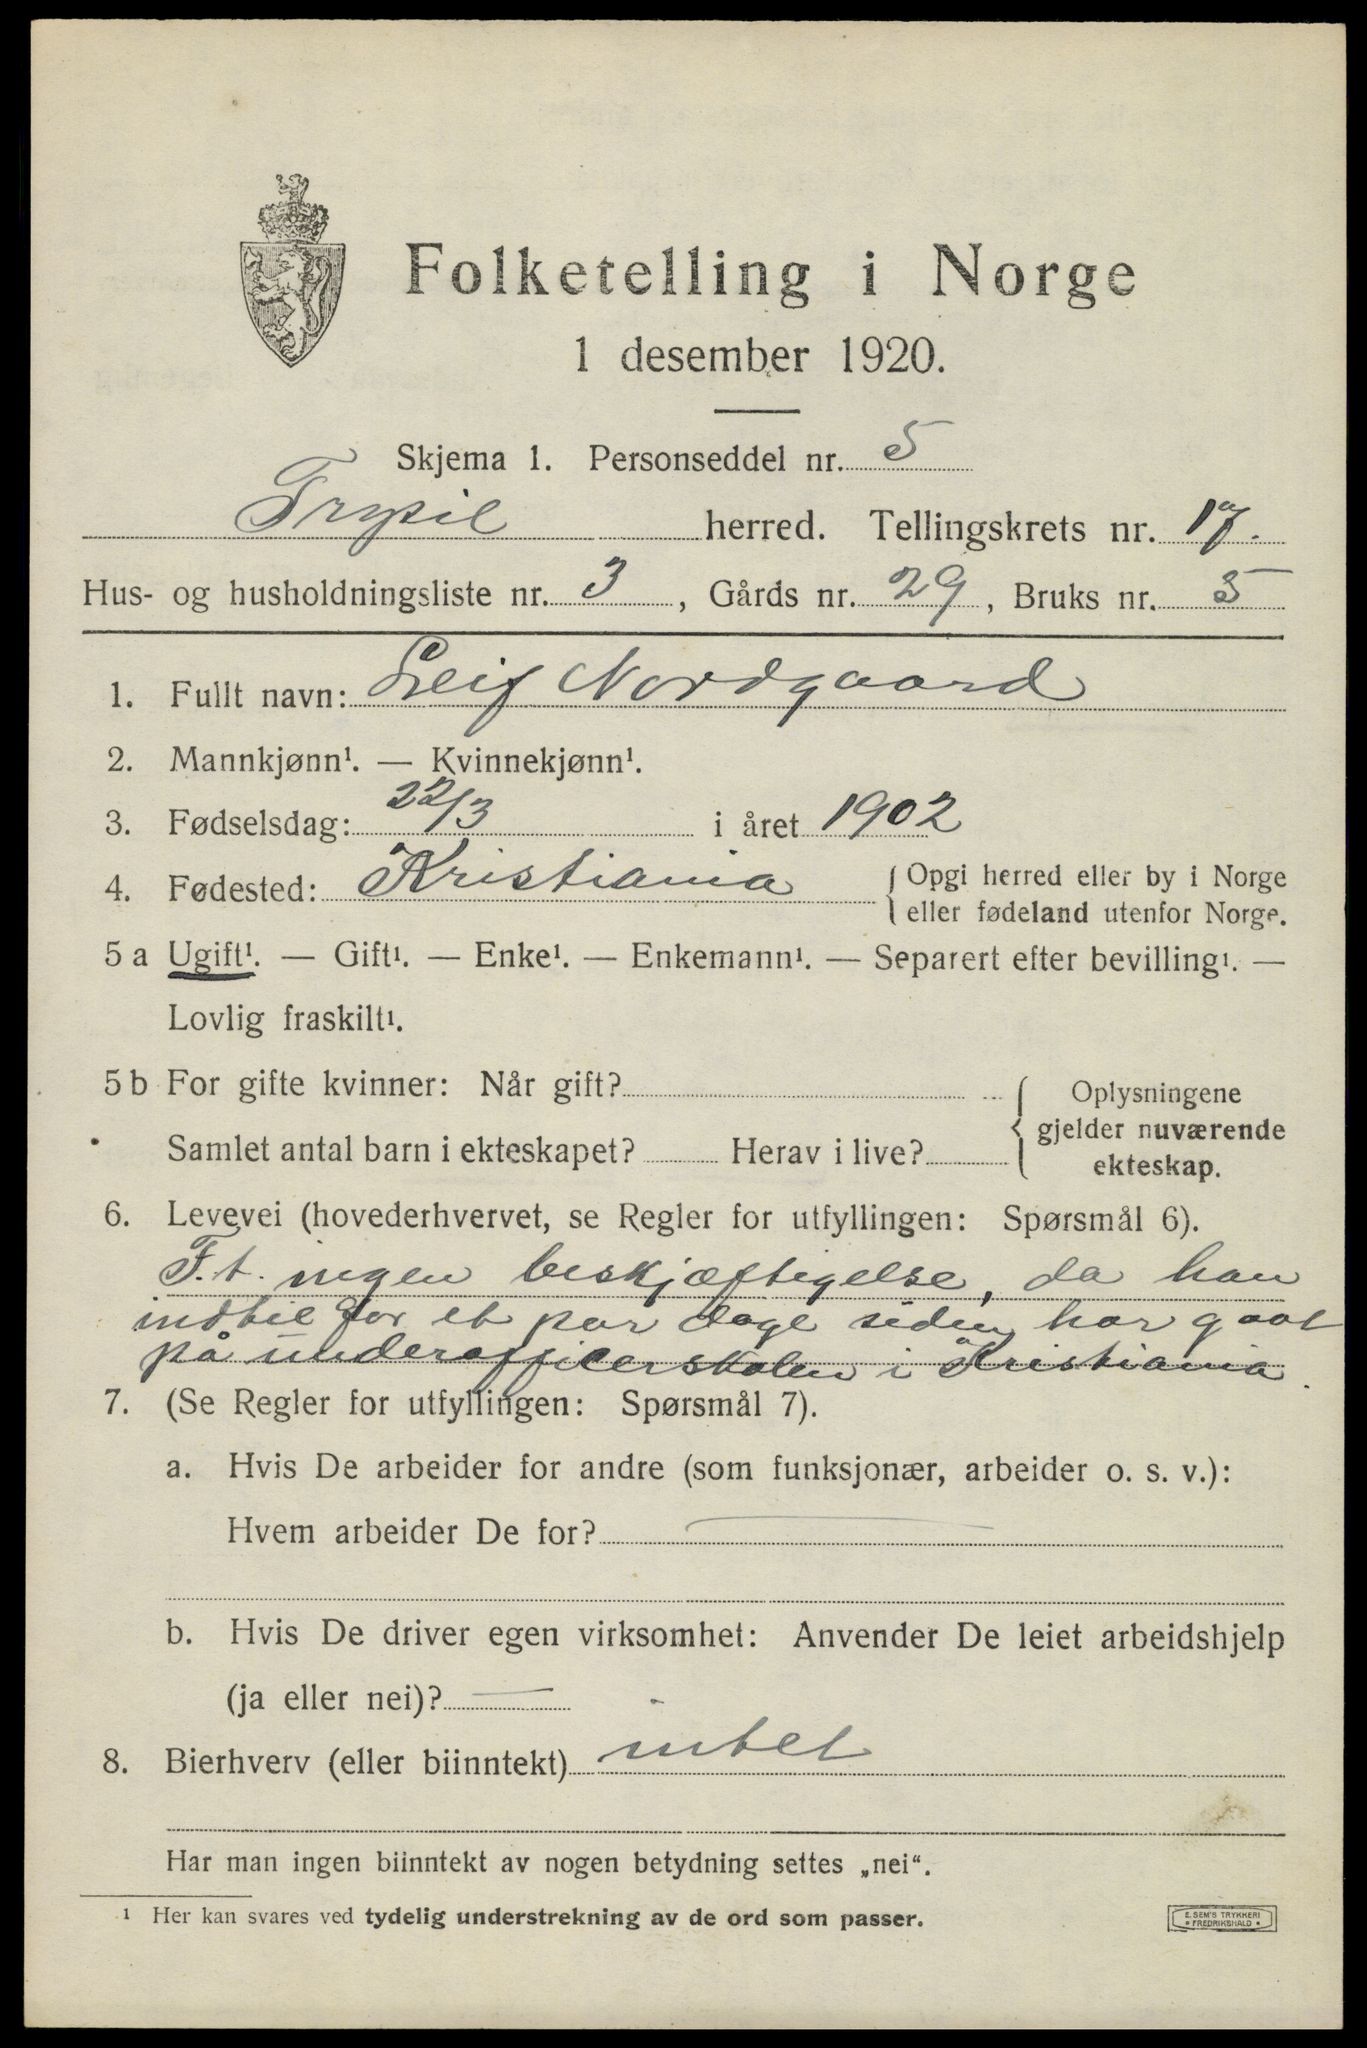 Folketelling i Norge
1 desember 1920.
Skjema 1. Personseddel nr. 5
Trysil herred. Tellingskrets nr. 17.
Hus- og husholdningsliste nr. 3, Gårds nr. 29, Bruks nr. 5
1. Fullt navn: Leif Nordgaard
2. Mannkjønn¹. — Kvinnekjønn¹.
3. Fødselsdag: 22/3 i året 1902
4. Fødested: Kristiania { Opgi herred eller by i Norge
eller fødeland utenfor Norge.
5 a Ugift¹. — Gift¹. — Enke¹. — Enkemann¹. — Separert efter bevilling¹. —
Lovlig fraskilt¹.
5 b For gifte kvinner: Når gift? { Oplysningene
gjelder nuværende
Samlet antal barn i ekteskapet? Herav i live?
ekteskap.
6. Levevei (hovederhvervet, se Regler for utfyllingen: Spørsmål 6).
F.t. ingen beskjæftigelse, da han
indtil for et par dage siden har gaat
på underofficerskolen i Kristiania.
7. (Se Regler for utfyllingen: Spørsmål 7).
a. Hvis De arbeider for andre (som funksjonær, arbeider o. s. v.):
Hvem arbeider De for? —
b. Hvis De driver egen virksomhet: Anvender De leiet arbeidshjelp
(ja eller nei)? —
8. Bierhverv (eller biinntekt) intet
Har man ingen biinntekt av nogen betydning settes „nei".
¹ Her kan svares ved tydelig understrekning av de ord som passer.
E. SEM'S TRYKKERI
• FREDRIKSHALD •